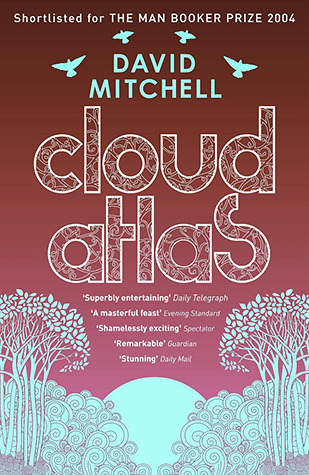 Shortlisted for THE MAN BOOKER PRIZE 2004
DAVID
MITCHELL
cloud
atlas
'Superbly entertaining' Daily Telegraph
'A masterful feast' Evening Standard
'Shamelessly exciting' Spectator
'Remarkable' Guardian
'Stunning' Daily Mail